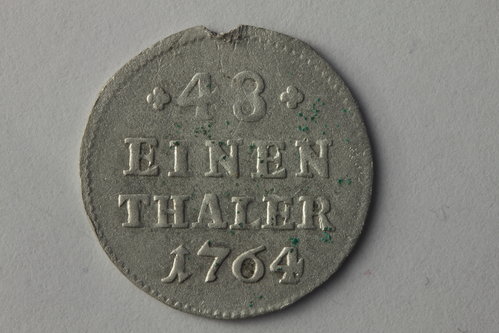 48
EINEN
THALER
1764